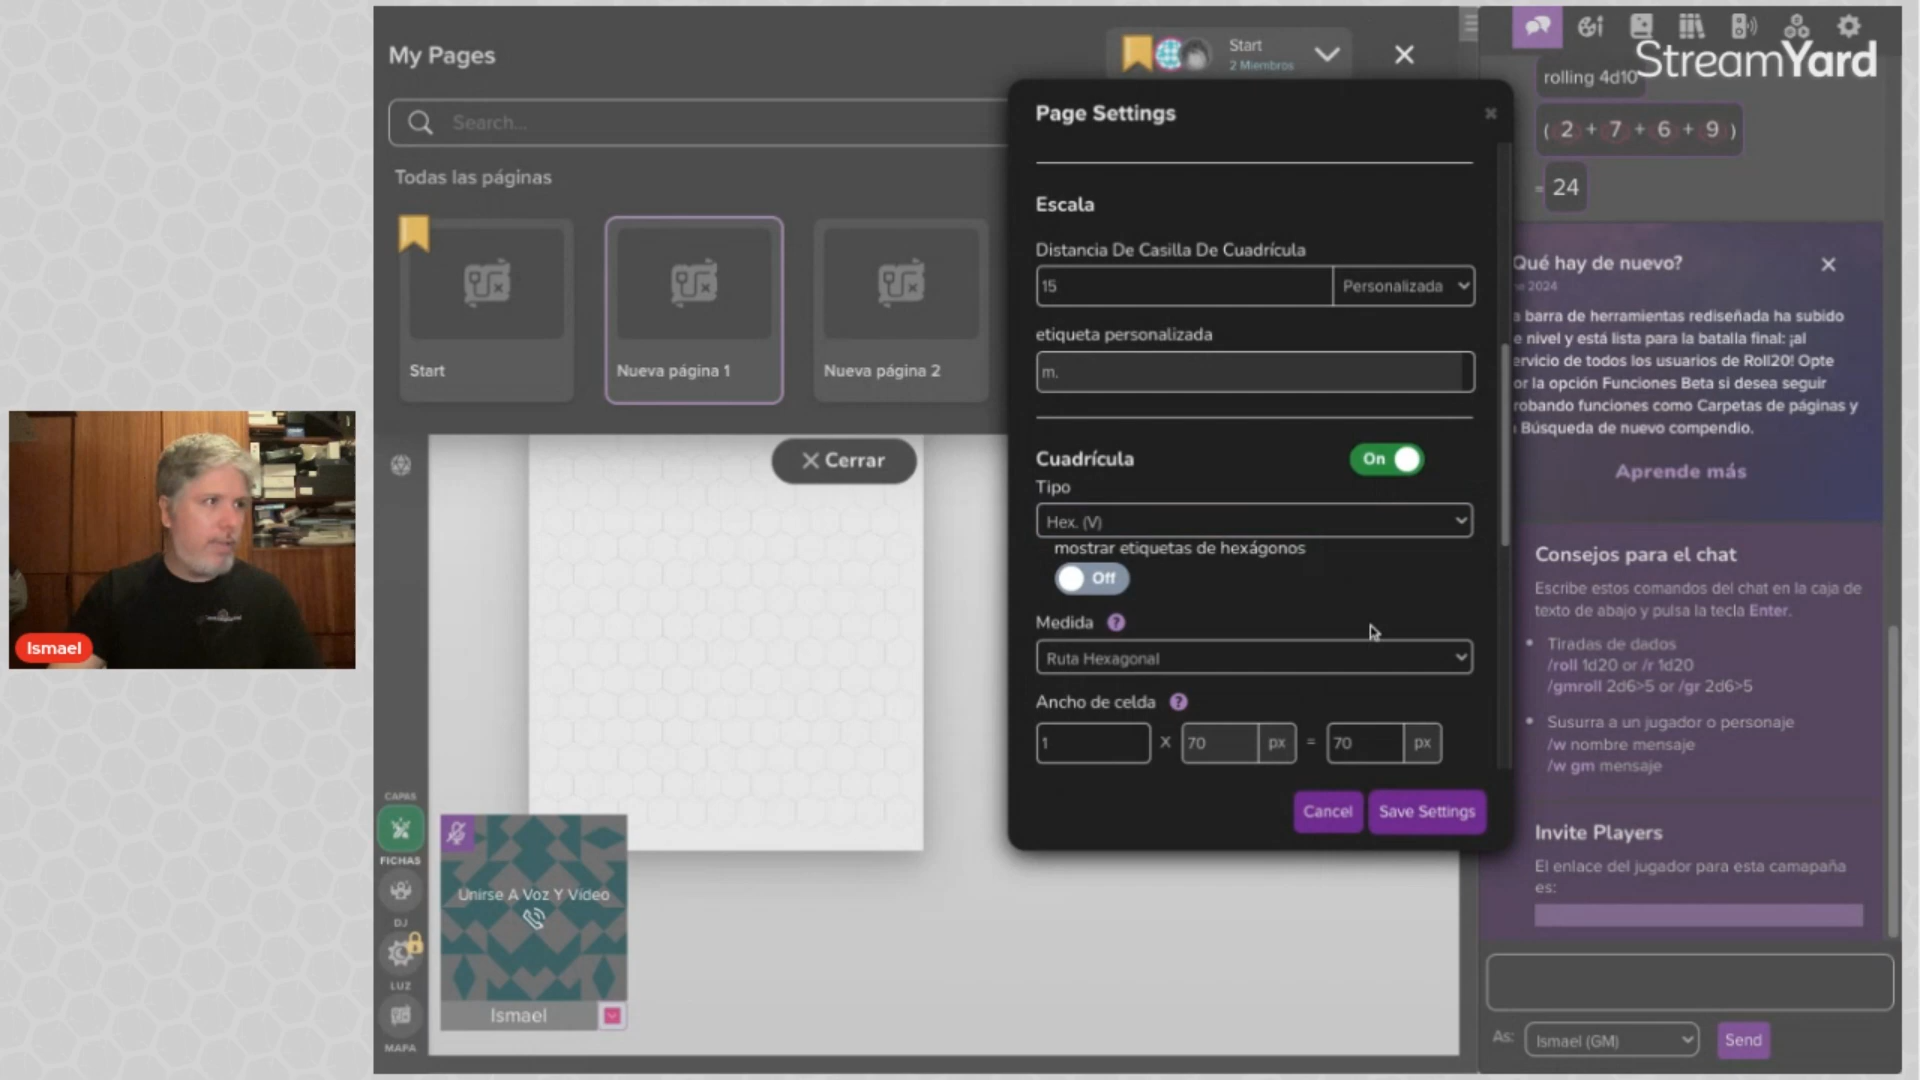 My Pages
Start
2 Miembros
Search...
Todas las páginas
Start
Nueva página 1
Nueva página 2
Cerrar
CAPAS
FICHAS
DJ
LUZ
MAPA
Unirse A Voz Y Vídeo
Ismael
Ismael
Page Settings
Escala
Distancia De Casilla De Cuadrícula
15
Personalizada
etiqueta personalizada
m.
Cuadrícula
On
Tipo
Hex. (V)
mostrar etiquetas de hexágonos
Off
Medida ?
Ruta Hexagonal
Ancho de celda ?
1 X 70 px = 70 px
Cancel
Save Settings
StreamYard
rolling 4d10
( 2 + 7 + 6 + 9 )
= 24
Qué hay de nuevo?
2024
a barra de herramientas rediseñada ha subido
e nivel y está lista para la batalla final: ¡al
ervicio de todos los usuarios de Roll20! Opte
or la opción Funciones Beta si desea seguir
robando funciones como Carpetas de páginas y
Búsqueda de nuevo compendio.
Aprende más
Consejos para el chat
Escribe estos comandos del chat en la caja de
texto de abajo y pulsa la tecla Enter.
• Tiradas de dados
/roll 1d20 or /r 1d20
/gmroll 2d6>5 or /gr 2d6>5
• Susurra a un jugador o personaje
/w nombre mensaje
/w gm mensaje
Invite Players
El enlace del jugador para esta camapaña
es:
As:
Ismael (GM)
Send